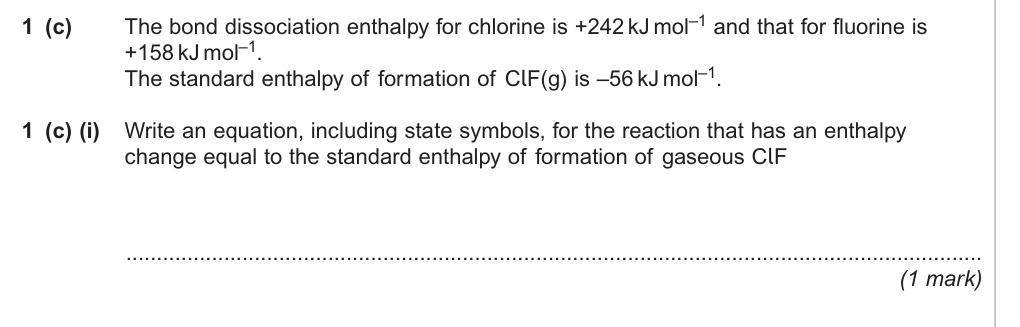 1 (c) The bond dissociation enthalpy for chlorine is +242 kJ mol⁻¹ and that for fluorine is
+158 kJ mol⁻¹.
The standard enthalpy of formation of ClF(g) is –56 kJ mol⁻¹.
1 (c) (i) Write an equation, including state symbols, for the reaction that has an enthalpy
change equal to the standard enthalpy of formation of gaseous ClF
(1 mark)